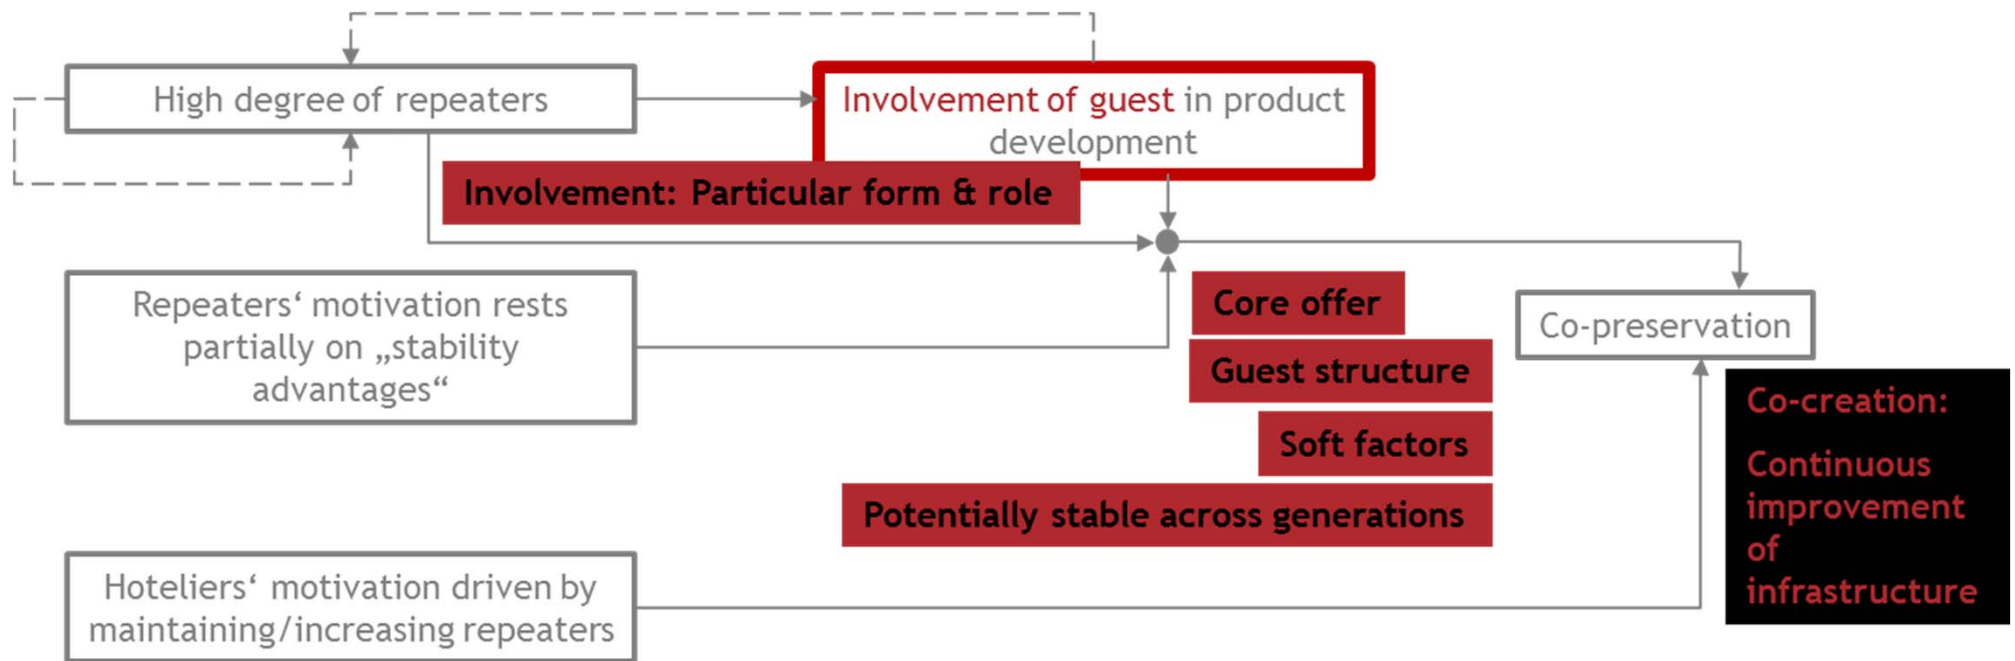 High degree of repeaters
Involvement of guest in product
development
Involvement: Particular form & role
Repeaters‘ motivation rests
partially on „stability
advantages“
Core offer
Guest structure
Soft factors
Potentially stable across generations
Co-preservation
Co-creation:
Continuous
improvement
of
infrastructure
Hoteliers‘ motivation driven by
maintaining/increasing repeaters